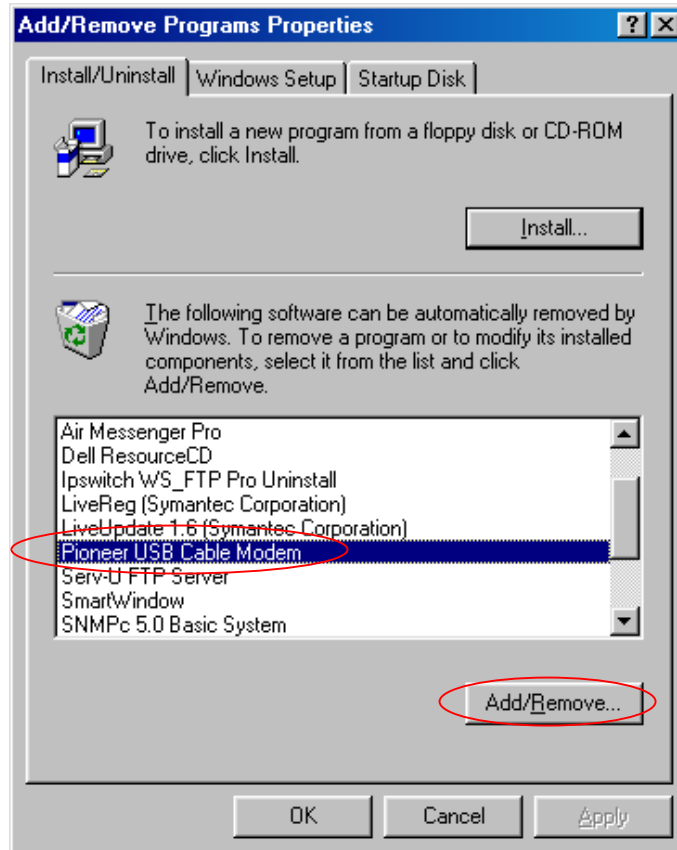 Add/Remove Programs Properties
Install/Uninstall Windows Setup Startup Disk
To install a new program from a floppy disk or CD-ROM
drive, click Install.
Install...
The following software can be automatically removed by
Windows. To remove a program or to modify its installed
components, select it from the list and click
Add/Remove.
Air Messenger Pro
Dell ResourceCD
Ipswitch WS_FTP Pro Uninstall
LiveReg (Symantec Corporation)
LiveUpdate 1.6 (Symantec Corporation)
Pioneer USB Cable Modem
Serv-U FTP Server
SmartWindow
SNMPc 5.0 Basic System
Add/Remove...
OK Cancel Apply